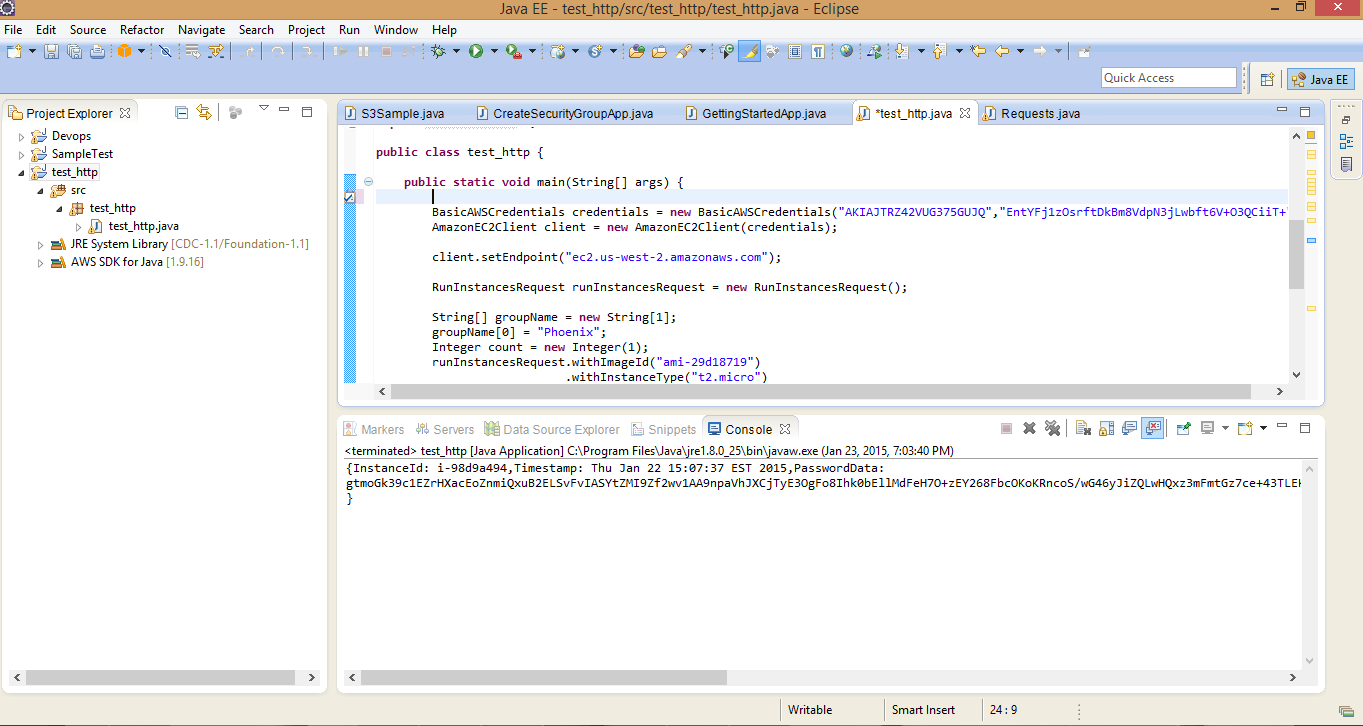 Java EE - test_http/src/test_http/test_http.java - Eclipse
File Edit Source Refactor Navigate Search Project Run Window Help
Quick Access
Java EE
Project Explorer
Devops
SampleTest
test_http
src
test_http
test_http.java
JRE System Library [CDC-1.1/Foundation-1.1]
AWS SDK for Java [1.9.16]
S3Sample.java CreateSecurityGroupApp.java GettingStartedApp.java *test_http.java Requests.java
public class test_http {
public static void main(String[] args) {
BasicAWSCredentials credentials = new BasicAWSCredentials("AKIAJTRZ42VUG375GUJQ","EntYFj1zOsrftDkBm8VdpN3jLwbft6V+O3QCiiT+
AmazonEC2Client client = new AmazonEC2Client(credentials);
client.setEndpoint("ec2.us-west-2.amazonaws.com");
RunInstancesRequest runInstancesRequest = new RunInstancesRequest();
String[] groupName = new String[1];
groupName[0] = "Phoenix";
Integer count = new Integer(1);
runInstancesRequest.withImageId("ami-29d18719")
.withInstanceType("t2.micro")
Markers Servers Data Source Explorer Snippets Console
<terminated> test_http [Java Application] C:\Program Files\Java\jre1.8.0_25\bin\javaw.exe (Jan 23, 2015, 7:03:40 PM)
{InstanceId: i-98d9a494,Timestamp: Thu Jan 22 15:07:37 EST 2015,PasswordData:
gtmoGk39c1EZrHXacEoZnmiQxuB2ELSvFvIASYtZMI9Zf2wv1AA9npaVhJXCjTyE3OgFo8Ihk0bEllMdFeH7O+zEY268FbcOKoKRncoS/wG46yJiZQLwHQxz3mFmtGz7ce+43TLEH
}
Writable Smart Insert 24 : 9